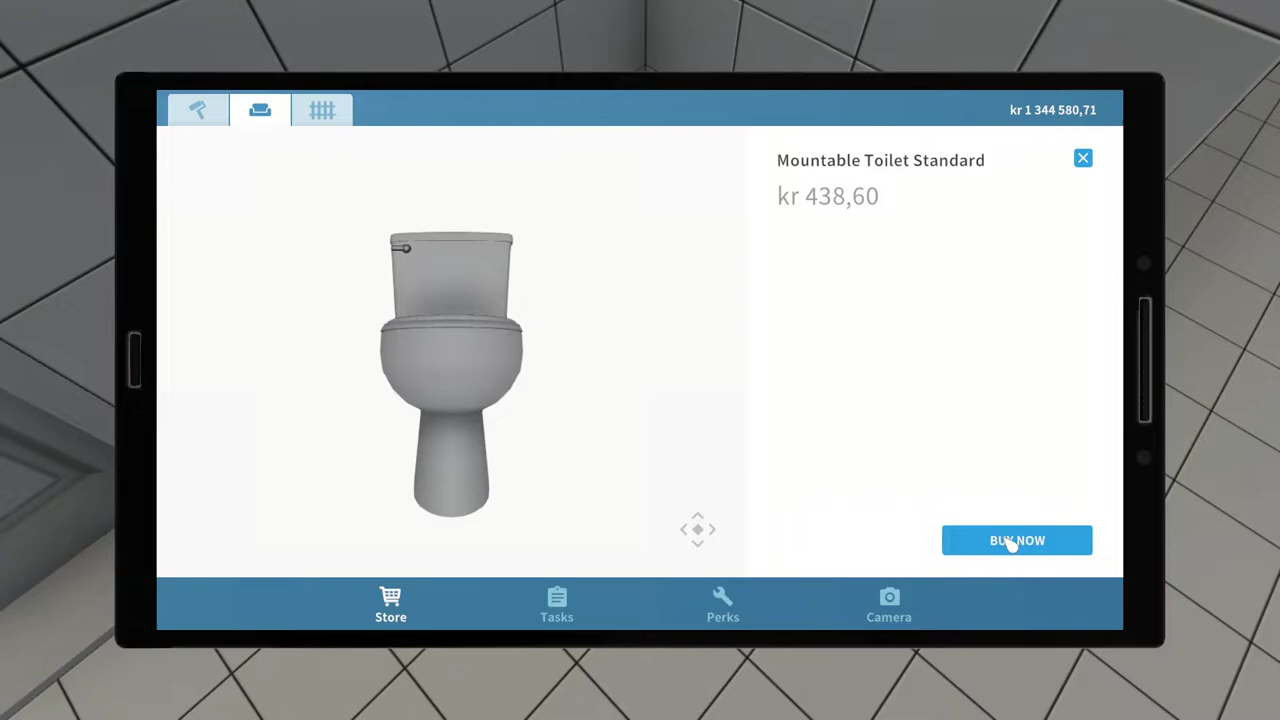 kr 1 344 580,71
Mountable Toilet Standard
kr 438,60
BUY NOW
Store
Tasks
Perks
Camera